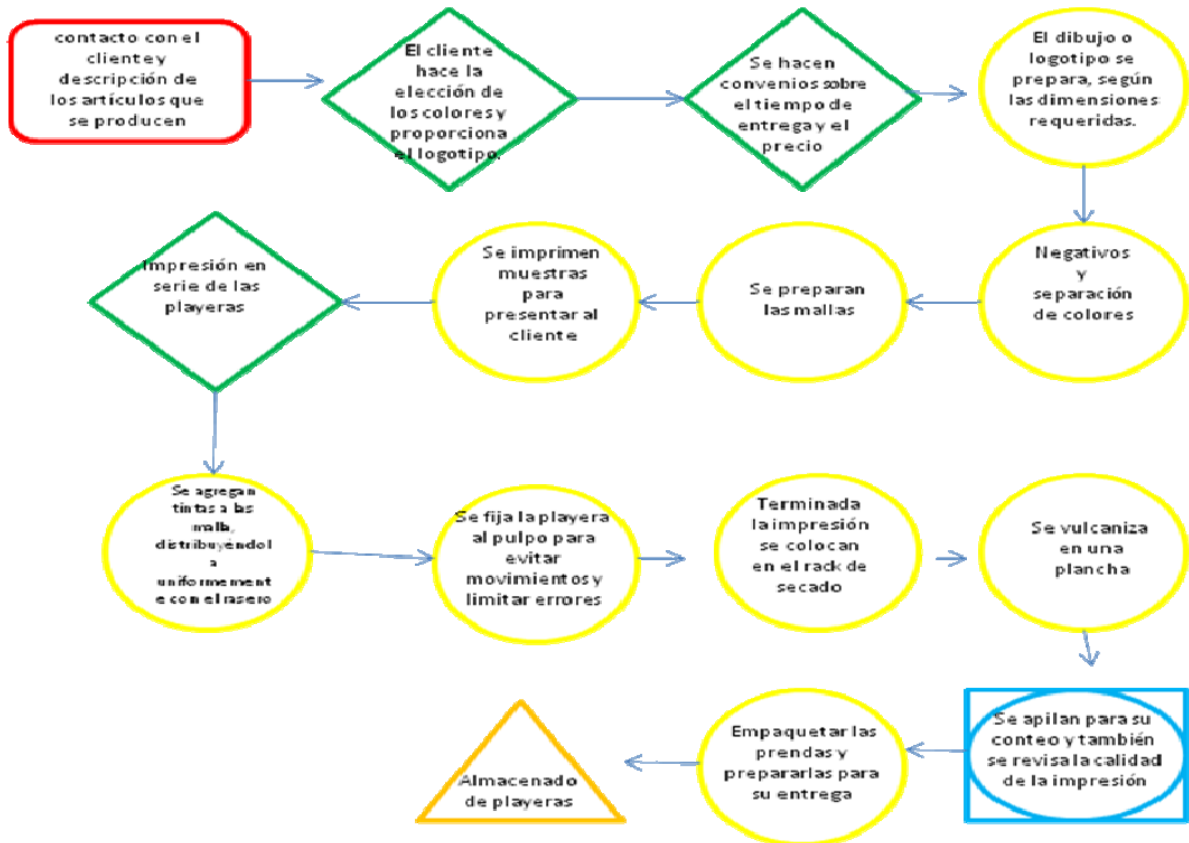 contacto con el
cliente y
descripción de
los artículos que
se producen
El cliente
hace la
elección de
los colores y
proporciona
el logotipo.
Se hacen
convenios sobre
el tiempo de
entrega y el
precio
El dibujo o
logotipo se
prepara, según
las dimensiones
requeridas.
Negativos
y
separación
de colores
Se preparan
las mallas
Se imprimen
muestras
para
presentar al
cliente
Impresión en
serie de las
playeras
Se agregan
tintas a las
malla,
distribuyéndol
a
uniformement
e con el rasero
Se fija la playera
al pulpo para
evitar
movimientos y
limitar errores
Terminada
la impresión
se colocan
en el rack de
secado
Se vulcaniza
en una
plancha
Se apilan para su
conteo y también
se revisa la calidad
de la impresión
Empaquetar las
prendas y
prepararlas para
su entrega
Almacenado
de playeras